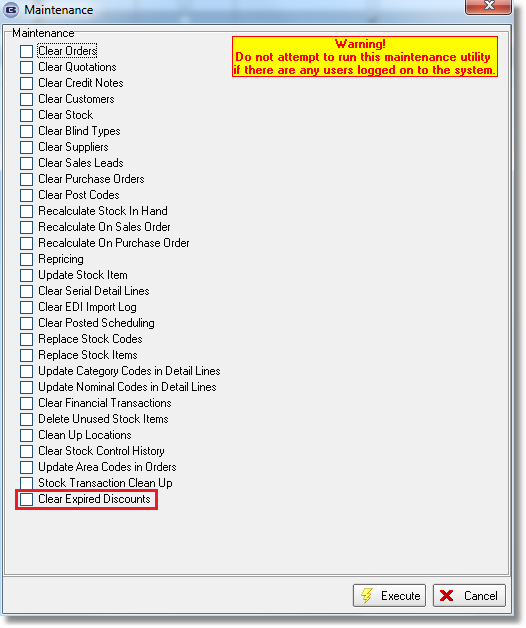 Maintenance
Maintenance
Clear Orders
Clear Quotations
Clear Credit Notes
Clear Customers
Clear Stock
Clear Blind Types
Clear Suppliers
Clear Sales Leads
Clear Purchase Orders
Clear Post Codes
Recalculate Stock In Hand
Recalculate On Sales Order
Recalculate On Purchase Order
Repricing
Update Stock Item
Clear Serial Detail Lines
Clear EDI Import Log
Clear Posted Scheduling
Replace Stock Codes
Replace Stock Items
Update Category Codes in Detail Lines
Update Nominal Codes in Detail Lines
Clear Financial Transactions
Delete Unused Stock Items
Clean Up Locations
Clear Stock Control History
Update Area Codes in Orders
Stock Transaction Clean Up
Clear Expired Discounts
Warning!
Do not attempt to run this maintenance utility
if there are any users logged on to the system.
Execute
Cancel